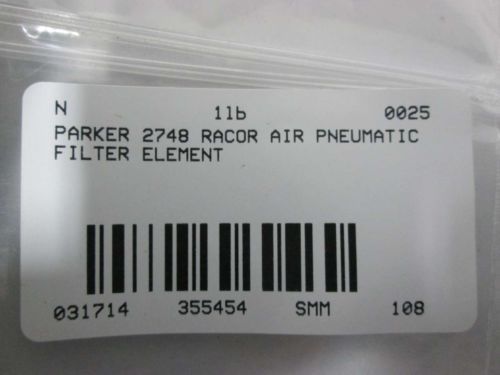 N 1lb 0025
PARKER 2748 RACOR AIR PNEUMATIC
FILTER ELEMENT
031714 355454 SMM 108